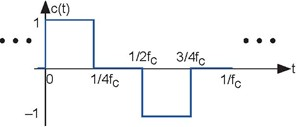 c(t)
1
1/2f_C 3/4f_C
t
0 1/4f_C 1/f_C
–1